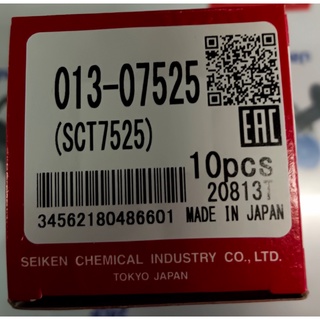 013-07525
(SCT7525)
EAC
10pcs
20813T
34562180486601 MADE IN JAPAN
SEIKEN CHEMICAL INDUSTRY CO., LTD.
TOKYO JAPAN